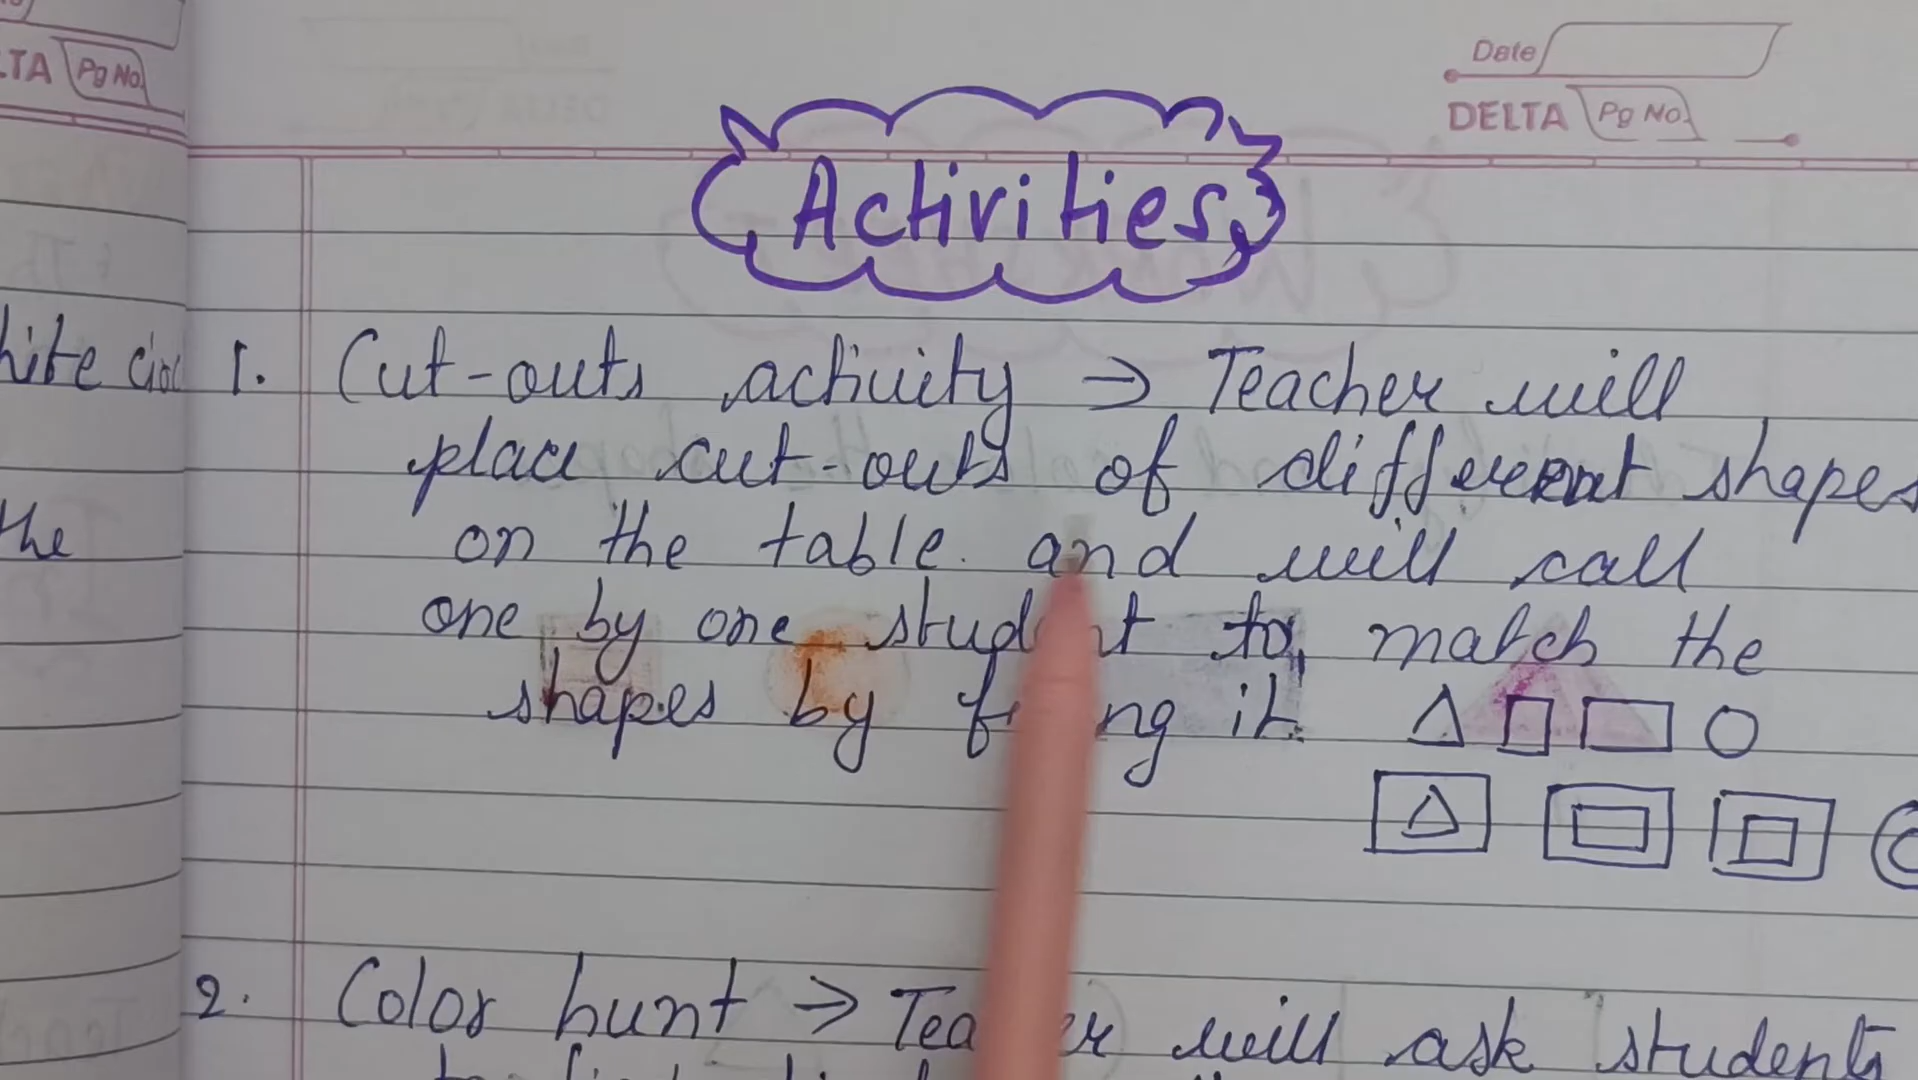 TA Pg No.
Date
DELTA Pg No.
Activities
hite
the
1. Cut-outs activity → Teacher will
place cut-outs of different shapes
on the table. and will call
one by one student to match the
shapes by it.
2. Color hunt → Teacher will ask students